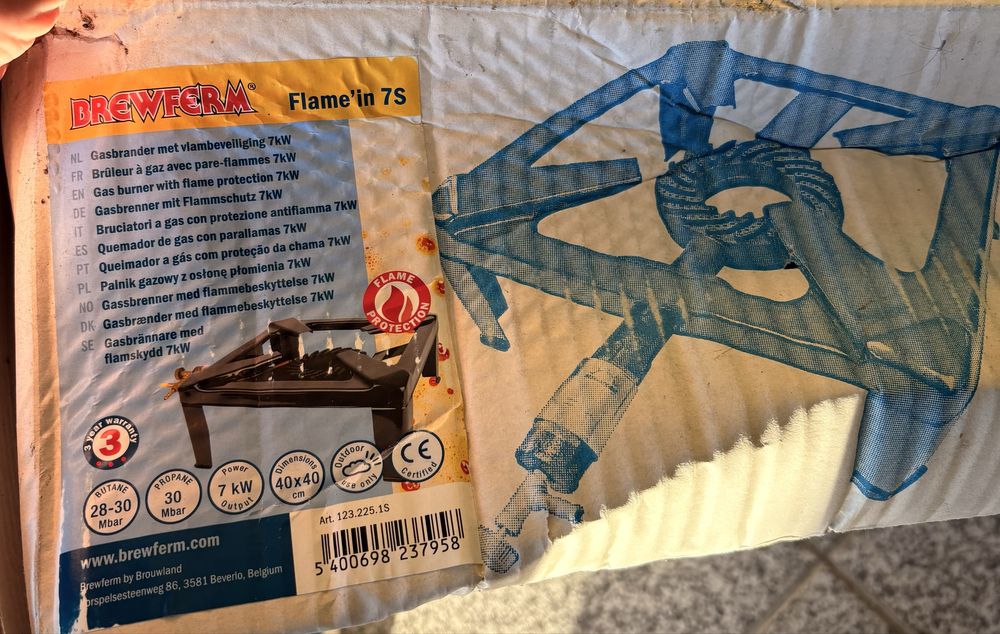 BREWFERM®
Flame'in 7S
NL Gasbrander met vlambeveiliging 7kW
FR Brûleur à gaz avec pare-flammes 7kW
EN Gas burner with flame protection 7kW
DE Gasbrenner mit Flammschutz 7kW
IT Bruciatori a gas con protezione antifiamma 7kW
ES Quemador de gas con parallamas 7kW
PT Queimador a gás com proteção da chama 7kW
PL Palnik gazowy z osłonę płomienia 7kW
NO Gassbrenner med flammebeskyttelse 7kW
DK Gasbrænder med flammebeskyttelse 7kW
SE Gasbrännare med
flamskydd 7kW
FLAME
PROTECTION
3 Year warranty
3
BUTANE
28-30
Mbar
PROPANE
30
Mbar
Power
7 kW
Output
Dimensions
40x40
cm
Outdoor
use only
CE
Certified
www.brewferm.com
Brewferm by Brouwland
orspelsesteenweg 86, 3581 Beverlo, Belgium
Art. 123.225.1S
5 400698 237958